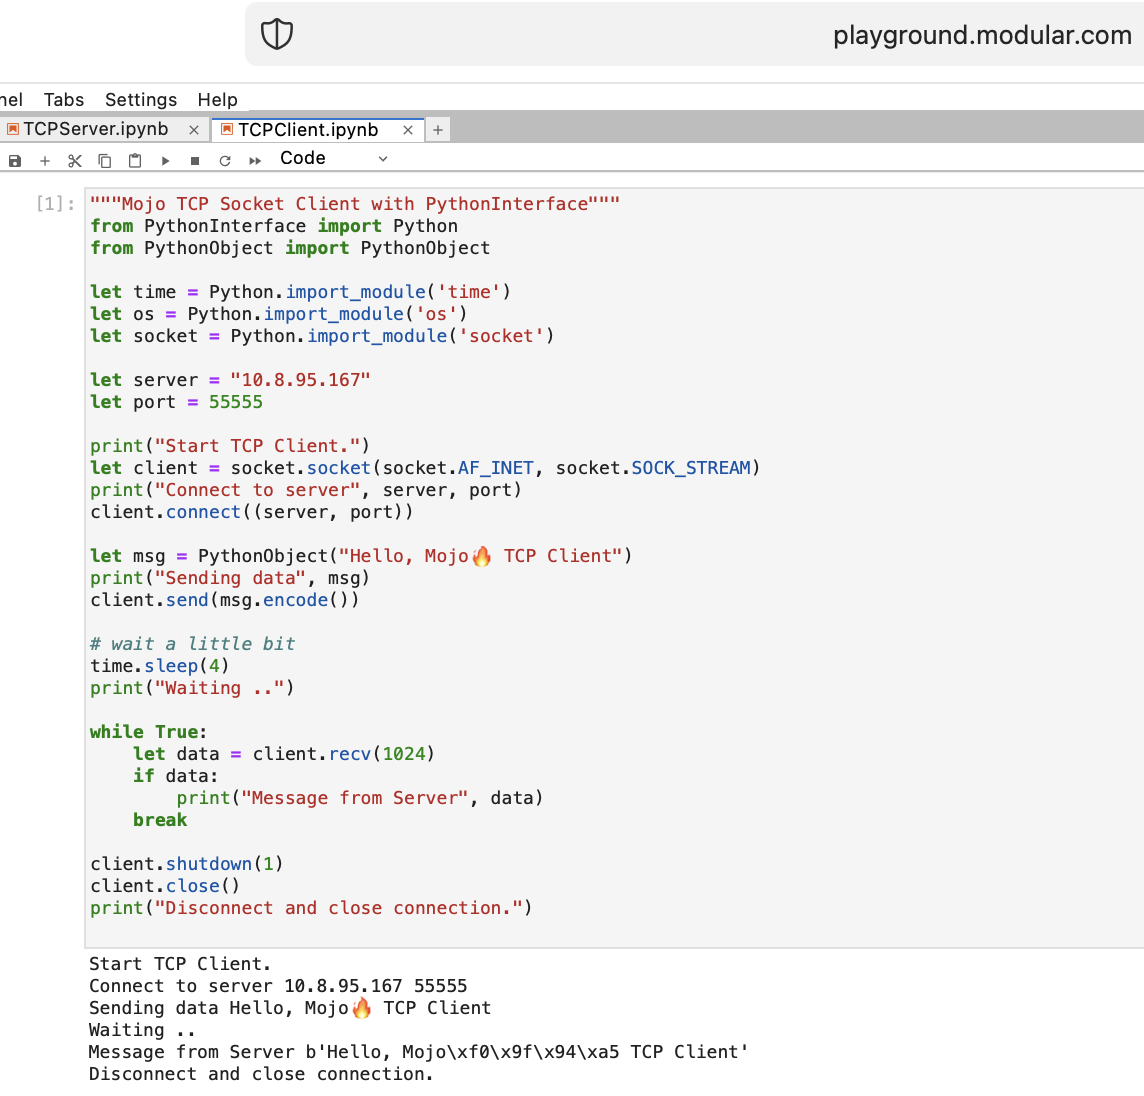 playground.modular.com
nel Tabs Settings Help
TCPServer.ipynb × TCPClient.ipynb × +
Code
[1]: """Mojo TCP Socket Client with PythonInterface"""
from PythonInterface import Python
from PythonObject import PythonObject
let time = Python.import_module('time')
let os = Python.import_module('os')
let socket = Python.import_module('socket')
let server = "10.8.95.167"
let port = 55555
print("Start TCP Client.")
let client = socket.socket(socket.AF_INET, socket.SOCK_STREAM)
print("Connect to server", server, port)
client.connect((server, port))
let msg = PythonObject("Hello, Mojo🔥 TCP Client")
print("Sending data", msg)
client.send(msg.encode())
# wait a little bit
time.sleep(4)
print("Waiting ..")
while True:
    let data = client.recv(1024)
    if data:
        print("Message from Server", data)
    break
client.shutdown(1)
client.close()
print("Disconnect and close connection.")
Start TCP Client.
Connect to server 10.8.95.167 55555
Sending data Hello, Mojo🔥 TCP Client
Waiting ..
Message from Server b'Hello, Mojo\xf0\x9f\x94\xa5 TCP Client'
Disconnect and close connection.